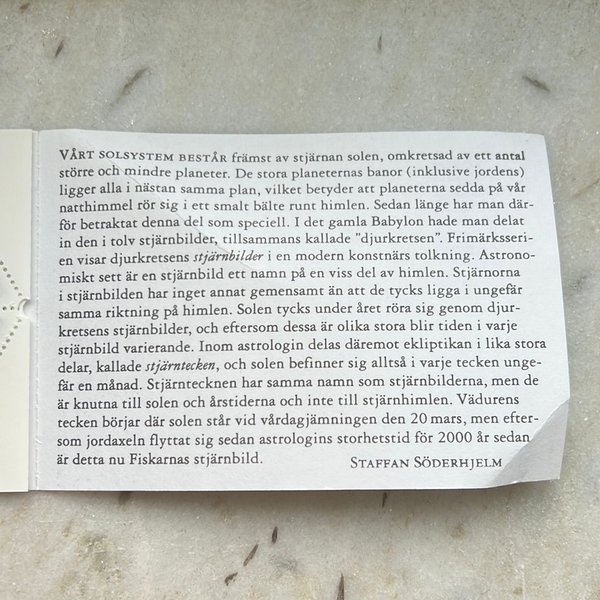 VÅRT SOLSYSTEM BESTÅR främst av stjärnan solen, omkretsad av ett antal
större och mindre planeter. De stora planeternas banor (inklusive jordens)
ligger alla i nästan samma plan, vilket betyder att planeterna sedda på vår
natthimmel rör sig i ett smalt bälte runt himlen. Sedan länge har man där-
för betraktat denna del som speciell. I det gamla Babylon hade man delat
in den i tolv stjärnbilder, tillsammans kallade "djurkretsen". Frimärksseri-
en visar djurkretsens stjärnbilder i en modern konstnärs tolkning. Astrono-
miskt sett är en stjärnbild ett namn på en viss del av himlen. Stjärnorna
i stjärnbilden har inget annat gemensamt än att de tycks ligga i ungefär
samma riktning på himlen. Solen tycks under året röra sig genom djur-
kretsens stjärnbilder, och eftersom dessa är olika stora blir tiden i varje
stjärnbild varierande. Inom astrologin delas däremot ekliptikan i lika stora
delar, kallade stjärntecken, och solen befinner sig alltså i varje tecken unge-
fär en månad. Stjärntecknen har samma namn som stjärnbilderna, men de
är knutna till solen och årstiderna och inte till stjärnhimlen. Vädurens
tecken börjar där solen står vid vårdagjämningen den 20 mars, men efter-
som jordaxeln flyttat sig sedan astrologins storhetstid för 2000 år sedan
är detta nu Fiskarnas stjärnbild. STAFFAN SÖDERHJELM